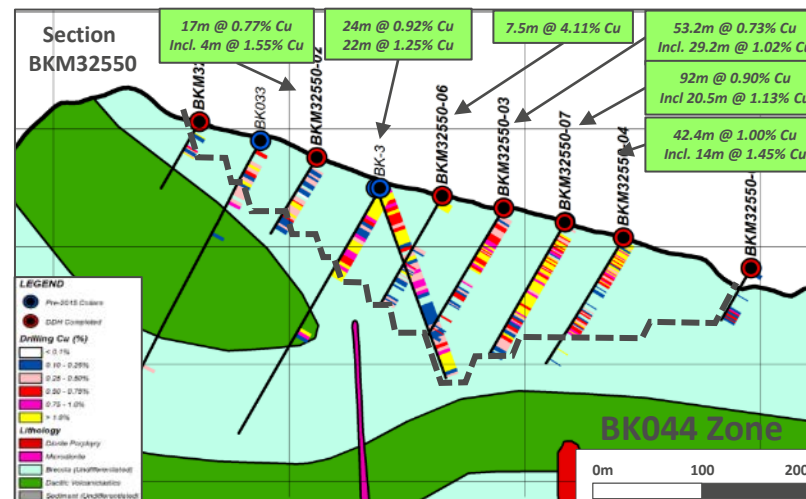 Section
BKM32550
17m @ 0.77% Cu
Incl. 4m @ 1.55% Cu
24m @ 0.92% Cu
22m @ 1.25% Cu
7.5m @ 4.11% Cu
53.2m @ 0.73% Cu
Incl. 29.2m @ 1.02% Cu
92m @ 0.90% Cu
Incl 20.5m @ 1.13% Cu
42.4m @ 1.00% Cu
Incl. 14m @ 1.45% Cu
BK033
BKM32550-02
BK-3
BKM32550-06
BKM32550-03
BKM32550-07
LEGEND
Pre-2015 Collars
DDH Completed
Drilling Cu (%)
< 0.1%
0.10 - 0.25%
0.25 - 0.50%
0.50 - 0.75%
0.75 - 1.0%
> 1.0%
Lithology
Diorite Porphyry
Microdiorite
Breccia (Undifferentiated)
Dacitic Volcaniclastics
Sediment (Undifferentiated)
BK044 Zone
0m 100 200